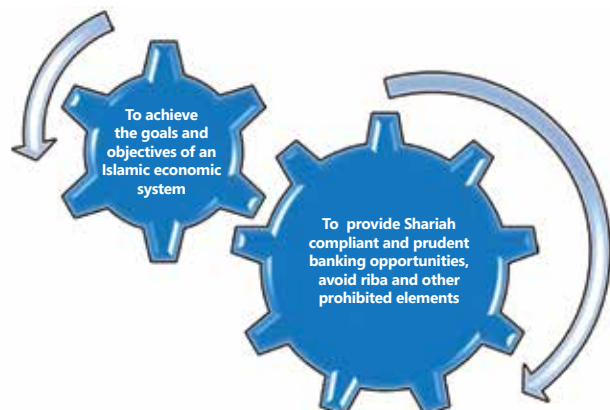 To achieve
the goals and
objectives of an
Islamic economic
system
To provide Shariah
compliant and prudent
banking opportunities,
avoid riba and other
prohibited elements